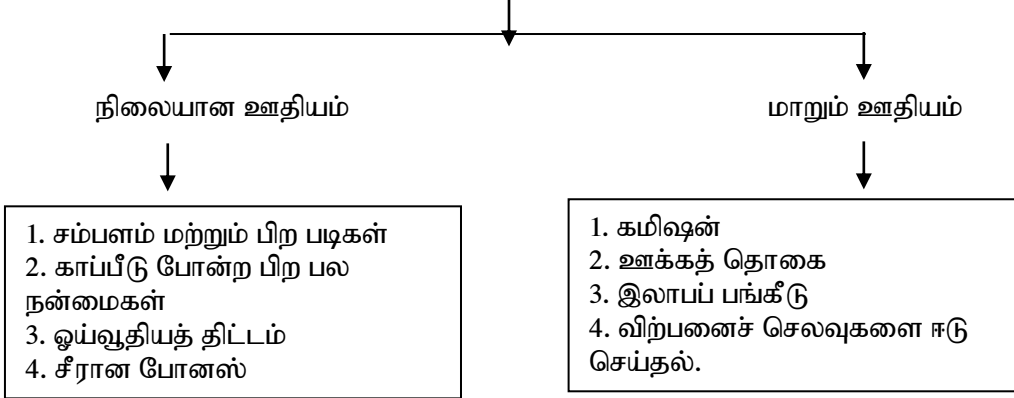 நிலையான ஊதியம்
மாறும் ஊதியம்
1. சம்பளம் மற்றும் பிற படிகள்
2. காப்பீடு போன்ற பிற பல
நன்மைகள்
3. ஓய்வூதியத் திட்டம்
4. சீரான போனஸ்
1. கமிஷன்
2. ஊக்கத் தொகை
3. இலாபப் பங்கீடு
4. விற்பனைச் செலவுகளை ஈடு
செய்தல்.